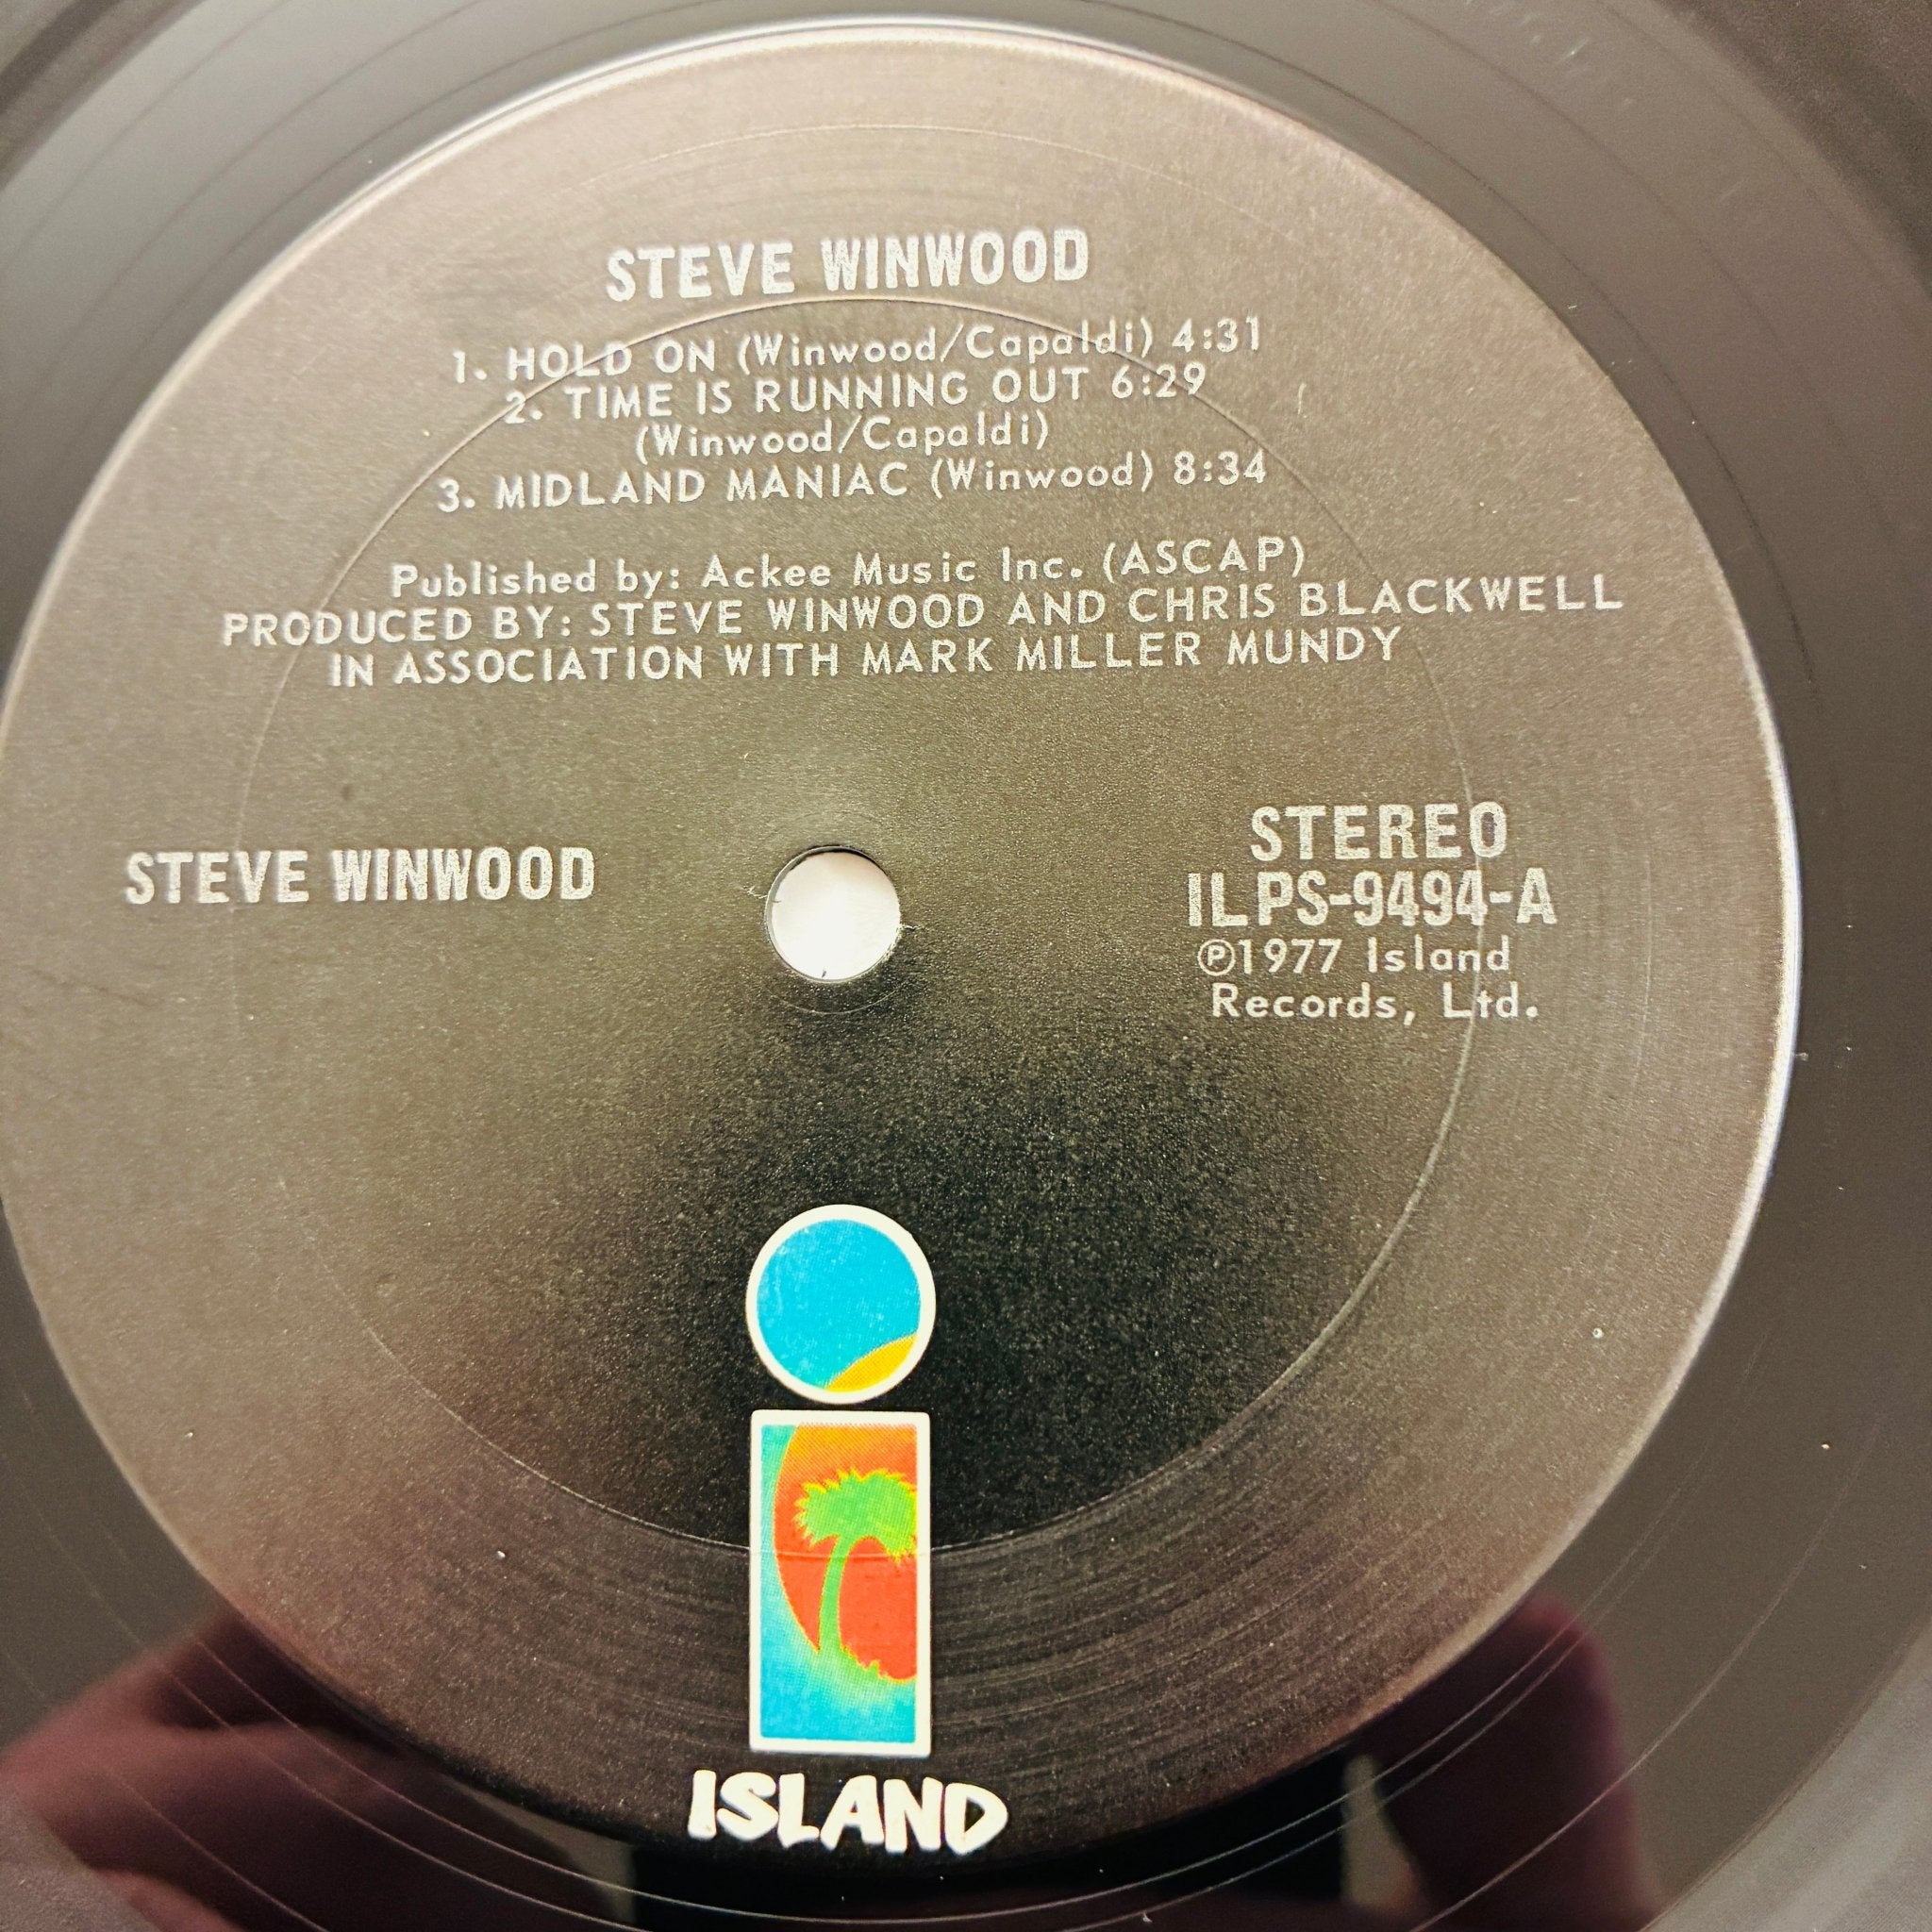 STEVE WINWOOD
1. HOLD ON (Winwood/Capaldi) 4:31
2. TIME IS RUNNING OUT 6:29
(Winwood/Capaldi)
3. MIDLAND MANIAC (Winwood) 8:34
Published by: Ackee Music Inc. (ASCAP)
PRODUCED BY: STEVE WINWOOD AND CHRIS BLACKWELL
IN ASSOCIATION WITH MARK MILLER MUNDY
STEVE WINWOOD
STEREO
ILPS-9494-A
℗1977 Island
Records, Ltd.
ISLAND